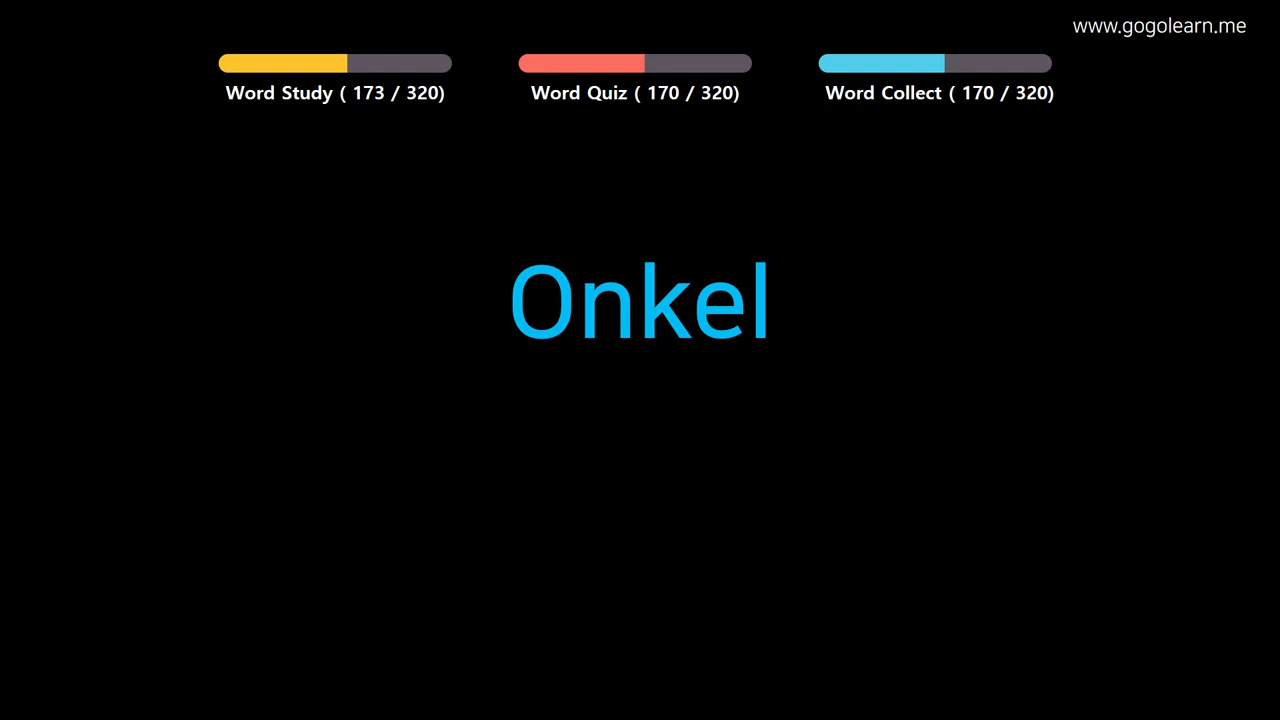 www.gogolearn.me
Word Study ( 173 / 320)
Word Quiz ( 170 / 320)
Word Collect ( 170 / 320)
Onkel